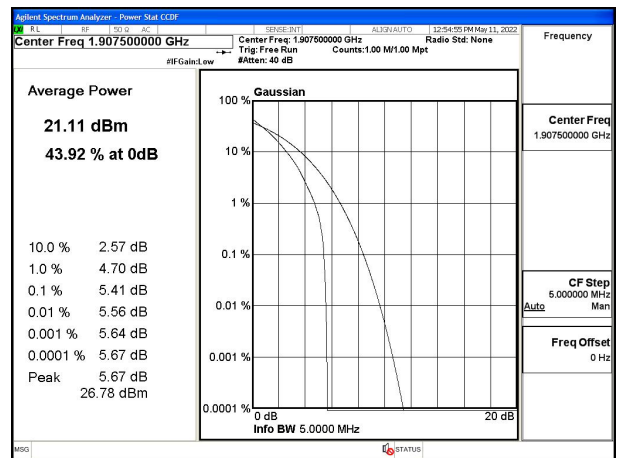 Agilent Spectrum Analyzer - Power Stat CCDF
RL RF 50 Ω AC SENSE:INT ALIGN AUTO 12:54:55 PM May 11, 2022
Center Freq 1.907500000 GHz
Center Freq: 1.907500000 GHz Radio Std: None
Trig: Free Run Counts:1.00 M/1.00 Mpt
#IFGain:Low #Atten: 40 dB
Frequency
Average Power
21.11 dBm
43.92 % at 0dB
10.0 % 2.57 dB
1.0 % 4.70 dB
0.1 % 5.41 dB
0.01 % 5.56 dB
0.001 % 5.64 dB
0.0001 % 5.67 dB
Peak 5.67 dB
26.78 dBm
Gaussian
100 %
10 %
1 %
0.1 %
0.01 %
0.001 %
0.0001 %
0 dB 20 dB
Info BW 5.0000 MHz
Center Freq
1.907500000 GHz
CF Step
5.000000 MHz
Auto Man
Freq Offset
0 Hz
MSG STATUS